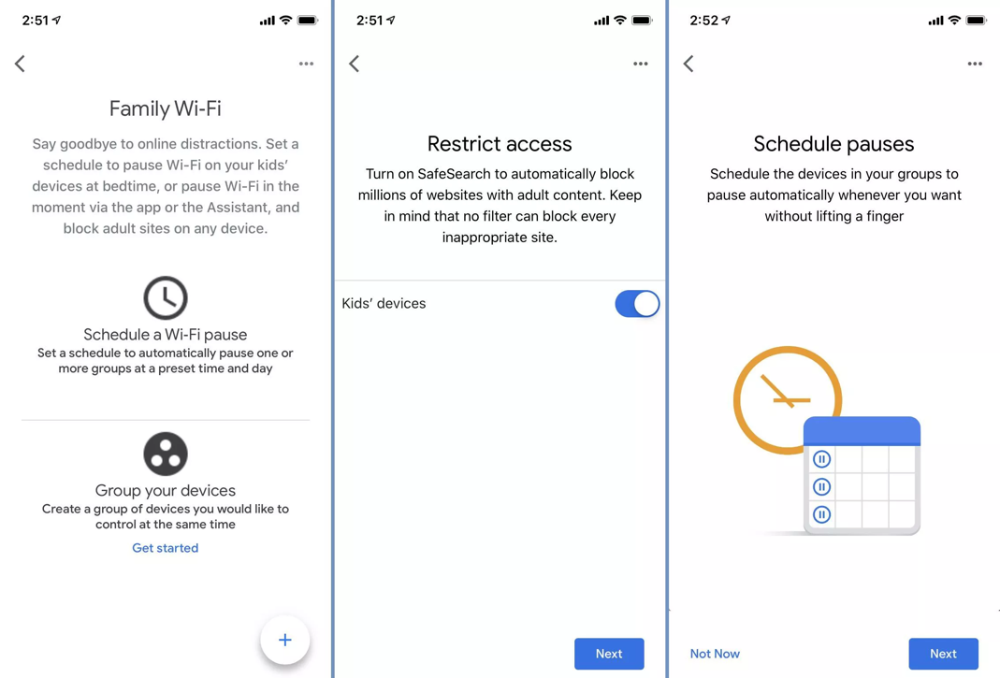 2:51
Family Wi-Fi
Say goodbye to online distractions. Set a
schedule to pause Wi-Fi on your kids’
devices at bedtime, or pause Wi-Fi in the
moment via the app or the Assistant, and
block adult sites on any device.
Schedule a Wi-Fi pause
Set a schedule to automatically pause one or
more groups at a preset time and day
Group your devices
Create a group of devices you would like to
control at the same time
Get started
2:51
Restrict access
Turn on SafeSearch to automatically block
millions of websites with adult content. Keep
in mind that no filter can block every
inappropriate site.
Kids’ devices
Next
2:52
Schedule pauses
Schedule the devices in your groups to
pause automatically whenever you want
without lifting a finger
Not Now
Next